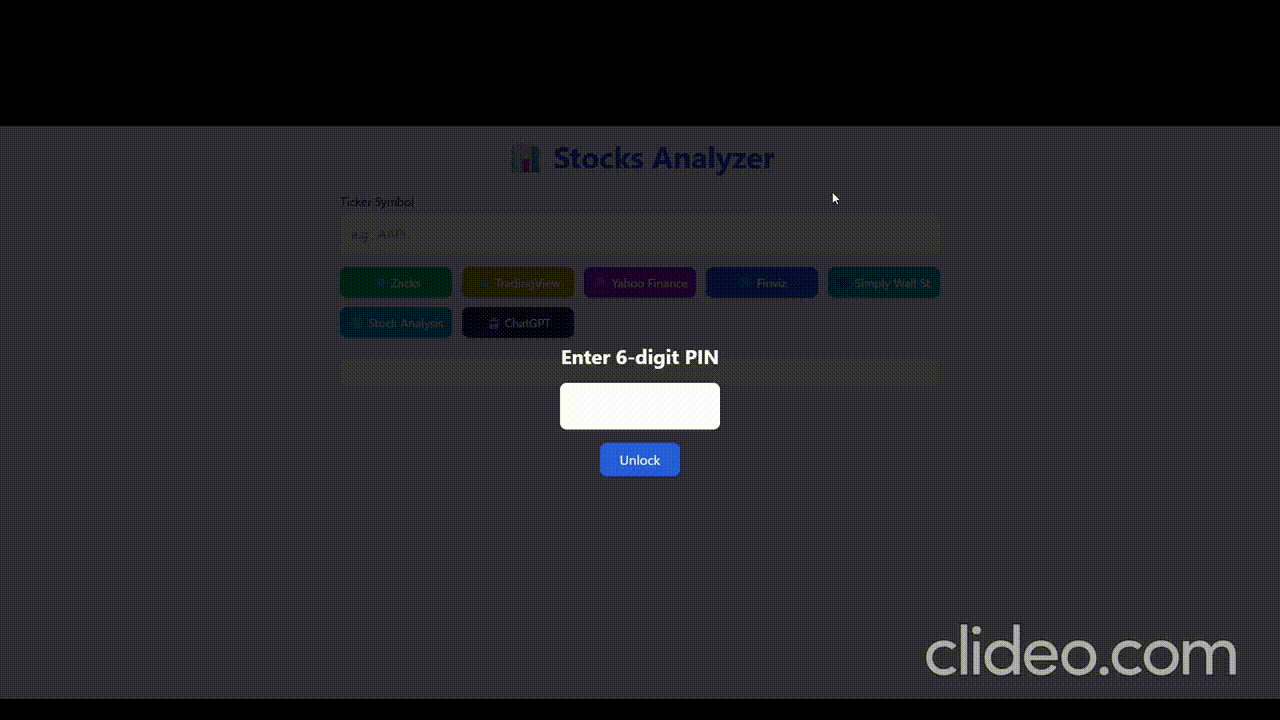 Stocks Analyzer
Ticker Symbol
e.g., AAPL
Zacks
TradingView
Yahoo Finance
Finviz
Simply Wall St.
Stock Analysis
ChatGPT
Enter 6-digit PIN
Unlock
clideo.com